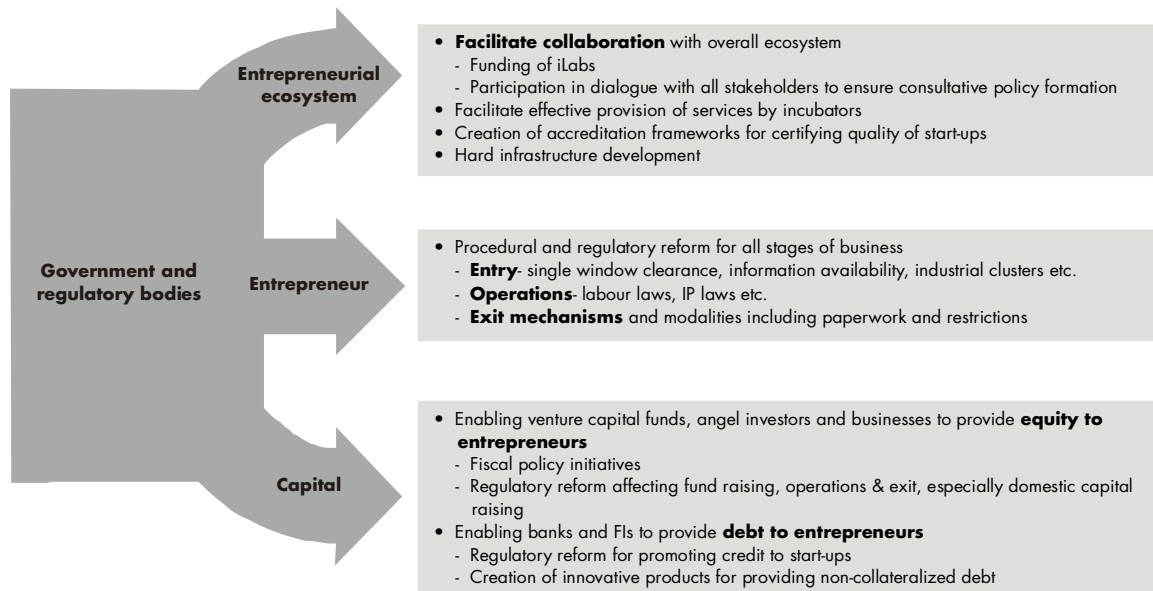 Government and
regulatory bodies
Entrepreneurial
ecosystem
• Facilitate collaboration with overall ecosystem
- Funding of iLabs
- Participation in dialogue with all stakeholders to ensure consultative policy formation
• Facilitate effective provision of services by incubators
• Creation of accreditation frameworks for certifying quality of start-ups
• Hard infrastructure development
Entrepreneur
• Procedural and regulatory reform for all stages of business
- Entry- single window clearance, information availability, industrial clusters etc.
- Operations- labour laws, IP laws etc.
- Exit mechanisms and modalities including paperwork and restrictions
Capital
• Enabling venture capital funds, angel investors and businesses to provide equity to
entrepreneurs
- Fiscal policy initiatives
- Regulatory reform affecting fund raising, operations & exit, especially domestic capital
raising
• Enabling banks and FIs to provide debt to entrepreneurs
- Regulatory reform for promoting credit to start-ups
- Creation of innovative products for providing non-collateralized debt